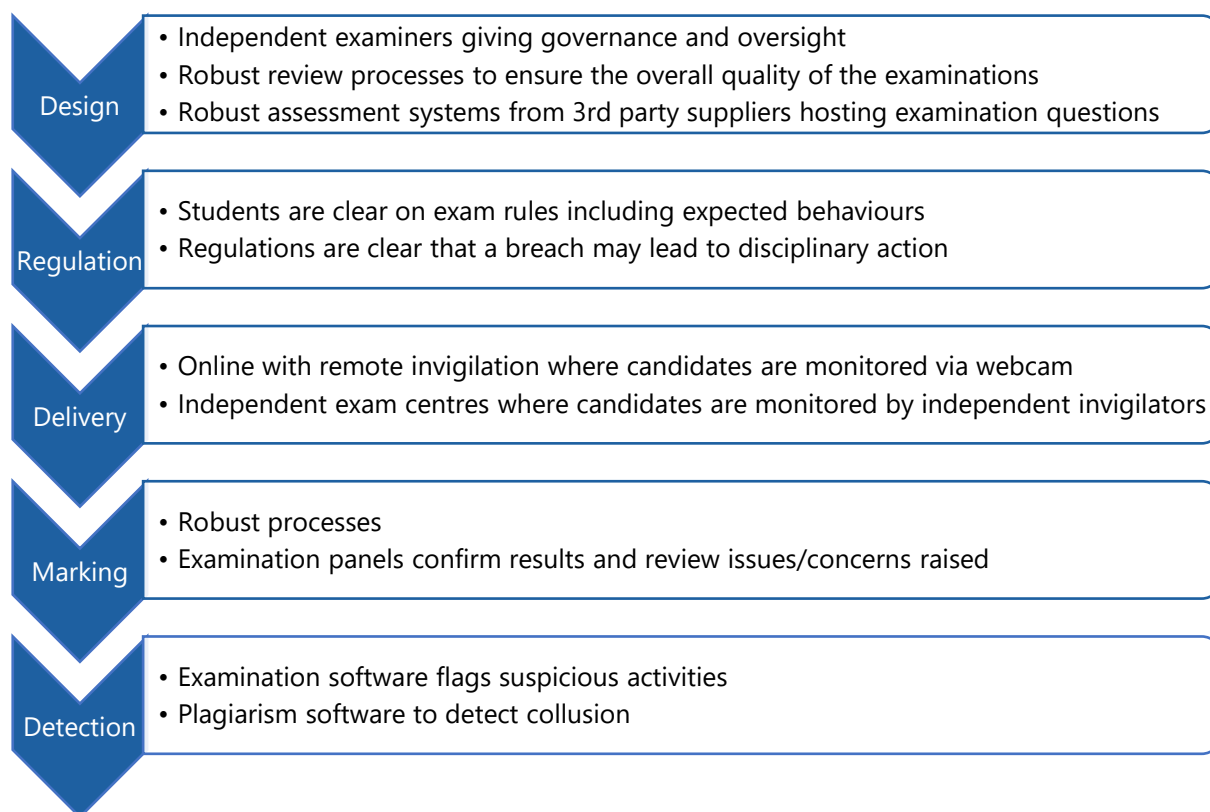 Design
• Independent examiners giving governance and oversight
• Robust review processes to ensure the overall quality of the examinations
• Robust assessment systems from 3rd party suppliers hosting examination questions
Regulation
• Students are clear on exam rules including expected behaviours
• Regulations are clear that a breach may lead to disciplinary action
Delivery
• Online with remote invigilation where candidates are monitored via webcam
• Independent exam centres where candidates are monitored by independent invigilators
Marking
• Robust processes
• Examination panels confirm results and review issues/concerns raised
Detection
• Examination software flags suspicious activities
• Plagiarism software to detect collusion